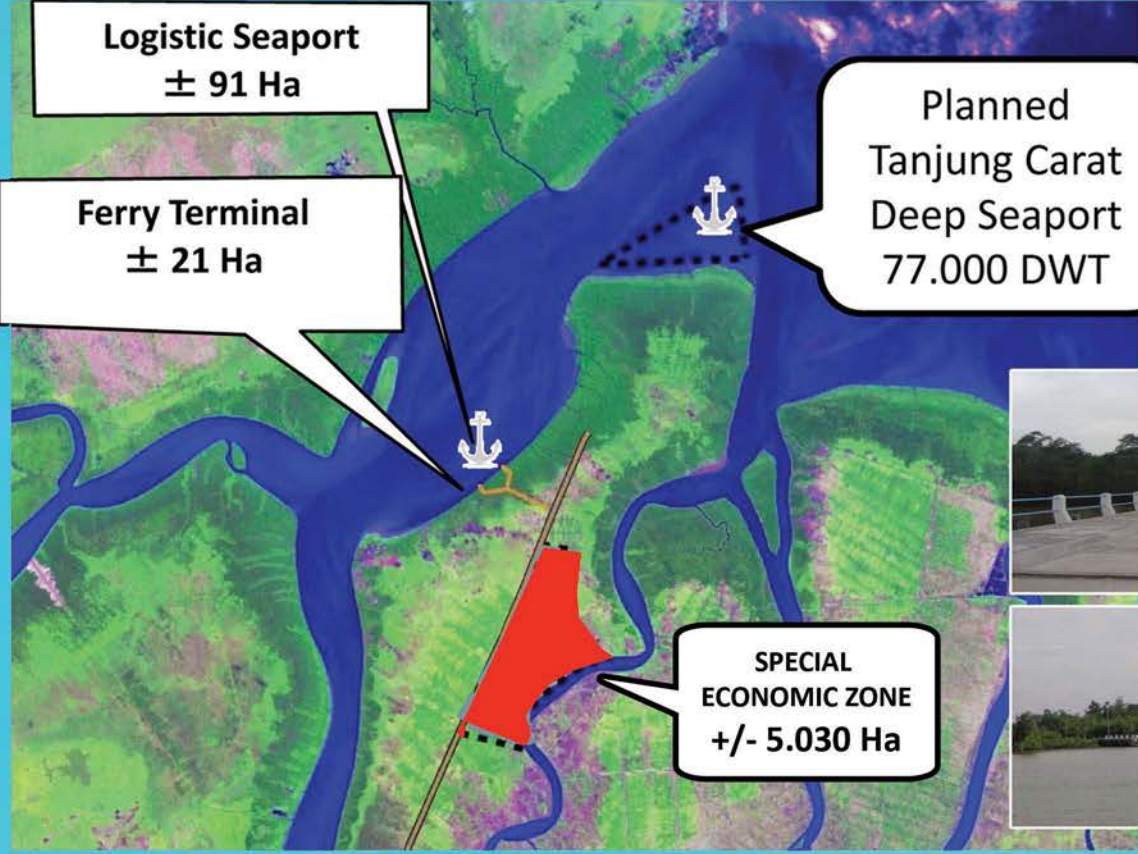 Logistic Seaport
± 91 Ha
Ferry Terminal
± 21 Ha
Planned
Tanjung Carat
Deep Seaport
77.000 DWT
SPECIAL
ECONOMIC ZONE
+/- 5.030 Ha